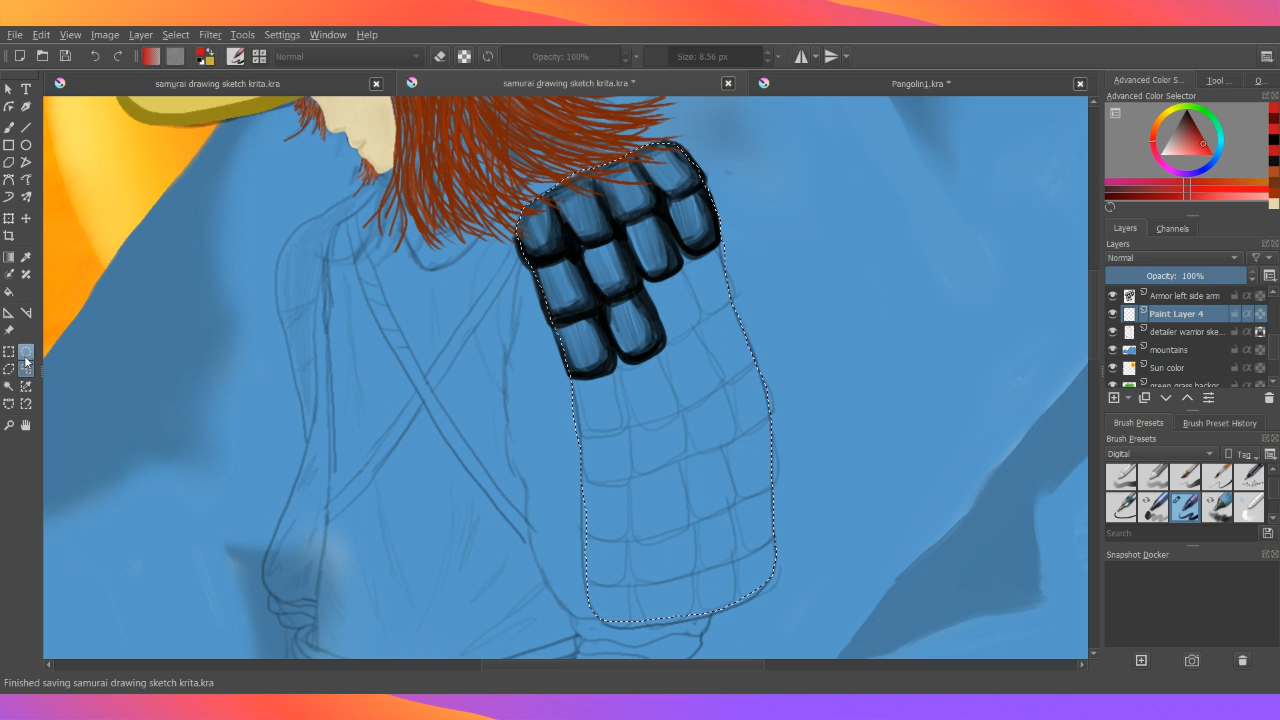 File Edit View Image Layer Select Filter Tools Settings Window Help
Normal Opacity: 100% Size: 8.56 px
samurai drawing sketch krita.kra samurai drawing sketch krita.kra * Pangolin1.kra *
Advanced Color S... Tool ... O...
Advanced Color Selector
Layers Channels
Layers
Normal
Opacity: 100%
Armor left side arm
Paint Layer 4
detailer warrior ske...
mountains
Sun color
green grass backgr
Brush Presets Brush Preset History
Brush Presets
Digital Tag
Search
Snapshot Docker
Finished saving samurai drawing sketch krita.kra